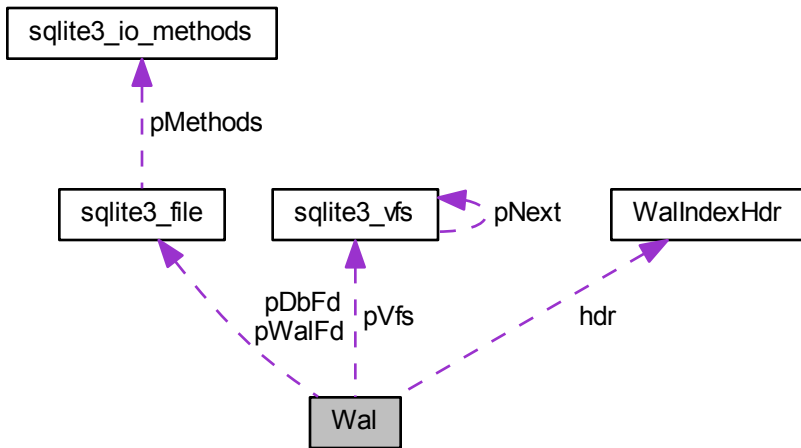 sqlite3_io_methods
pMethods
sqlite3_file
sqlite3_vfs
pNext
WalIndexHdr
pDbFd
pWalFd
pVfs
hdr
Wal